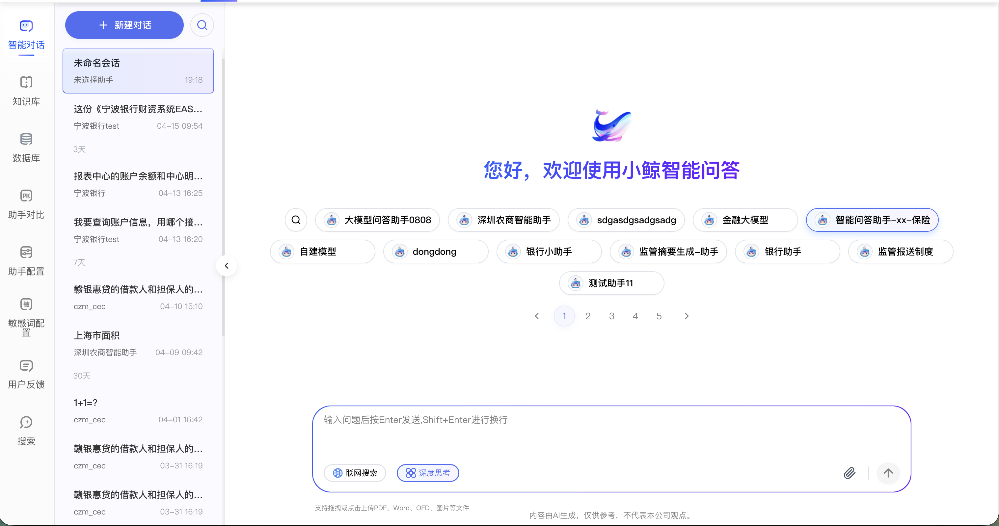 智能对话
知识库
数据库
PK
助手对比
助手配置
敏
敏感词配
置
用户反馈
搜索
新建对话
未命名会话
未选择助手 19:18
这份《宁波银行财资系统EAS...
宁波银行test 04-15 09:54
3天
报表中心的账户余额和中心明...
宁波银行 04-13 16:25
我要查询账户信息，用哪个接...
宁波银行test 04-13 16:20
7天
赣银惠贷的借款人和担保人的...
czm_cec 04-10 15:10
上海市面积
深圳农商智能助手 04-09 09:42
30天
1+1=?
czm_cec 04-01 16:42
赣银惠贷的借款人和担保人的...
czm_cec 03-31 16:19
赣银惠贷的借款人和担保人的...
czm_cec 03-31 16:19
您好，欢迎使用小鲸智能问答
大模型问答助手0808 深圳农商智能助手 sdgasdgsadgsadg 金融大模型 智能问答助手-xx-保险
自建模型 dongdong 银行小助手 监管摘要生成-助手 银行助手 监管报送制度
测试助手11
1 2 3 4 5
输入问题后按Enter发送,Shift+Enter进行换行
联网搜索 深度思考
支持拖拽或点击上传PDF、Word、OFD、图片等文件
内容由AI生成，仅供参考，不代表本公司观点。